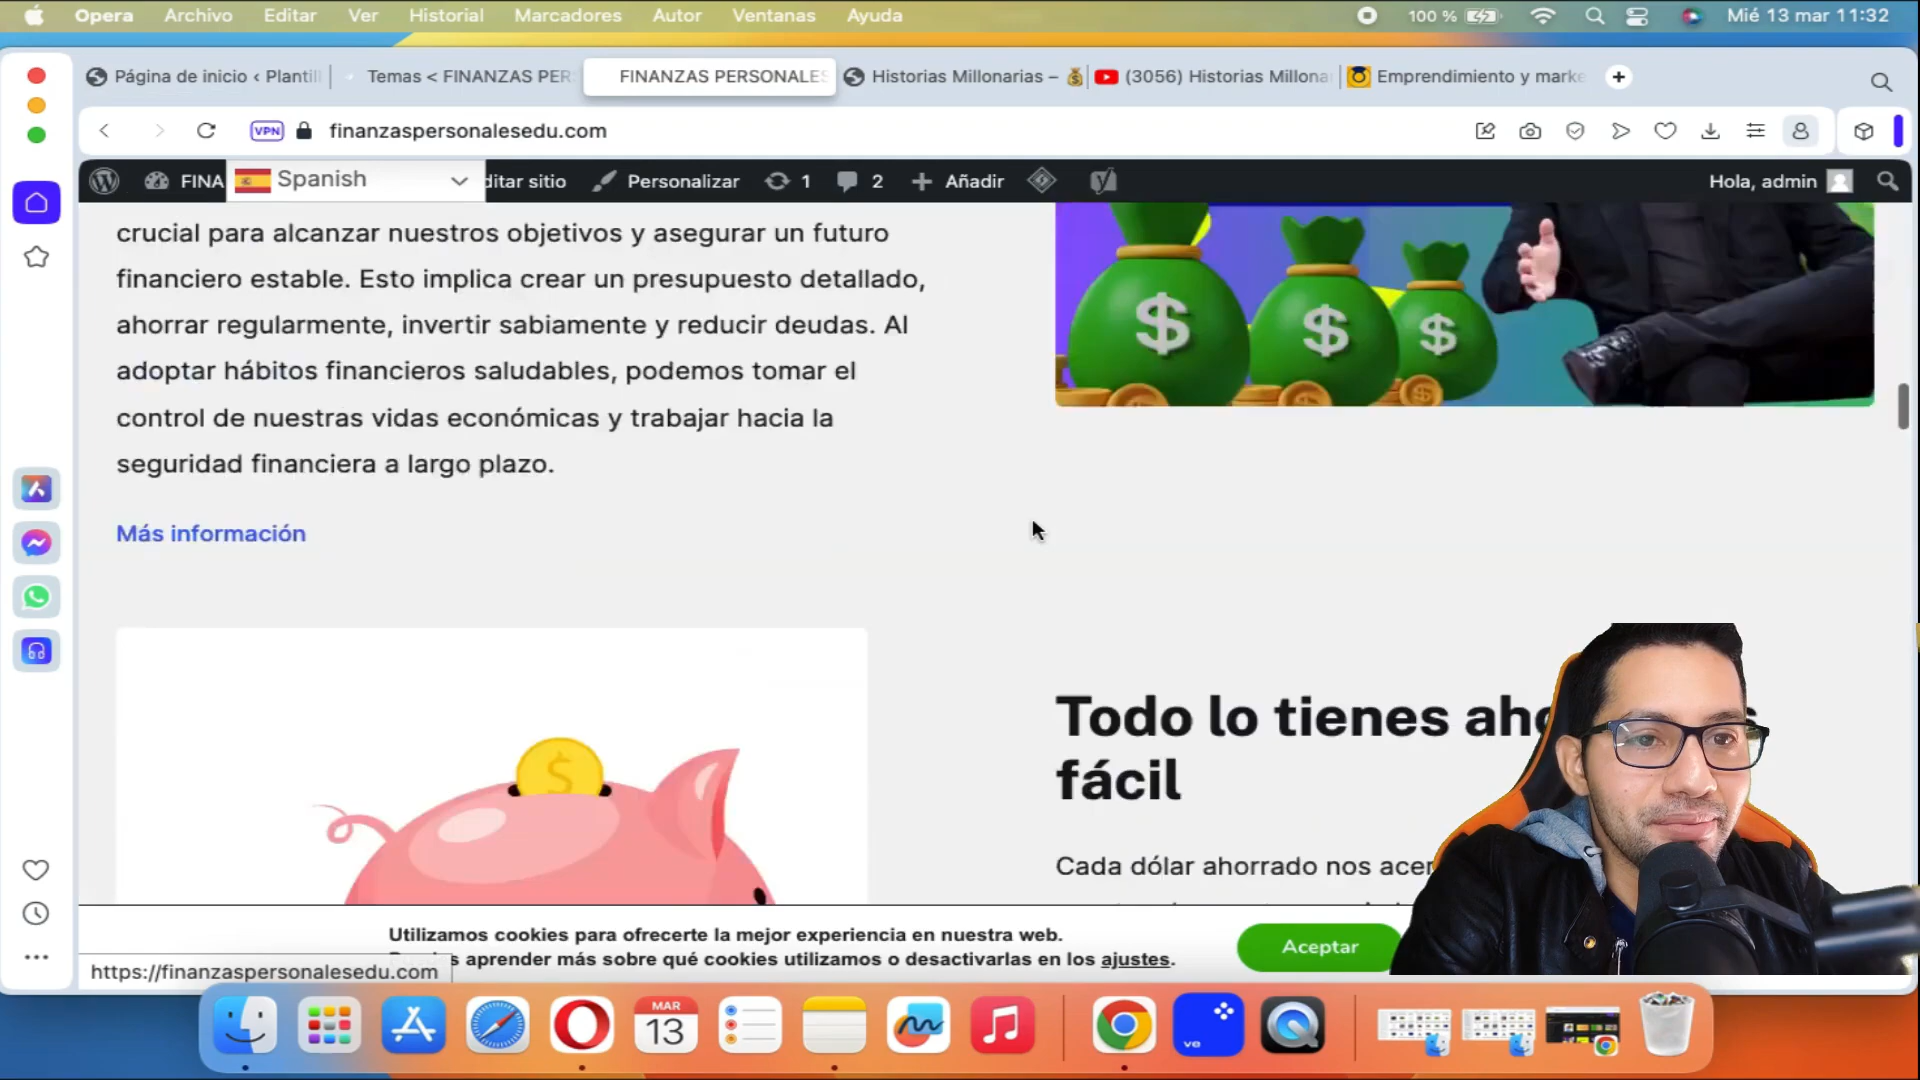 Opera Archivo Editar Ver Historial Marcadores Autor Ventanas Ayuda 100 % Mié 13 mar 11:32
Página de inicio ‹ Plantil Temas < FINANZAS PER FINANZAS PERSONALES Historias Millonarias – (3056) Historias Millona Emprendimiento y marke +
VPN finanzaspersonalesedu.com
FINA Spanish ditar sitio Personalizar 1 2 Añadir Hola, admin
crucial para alcanzar nuestros objetivos y asegurar un futuro
financiero estable. Esto implica crear un presupuesto detallado,
ahorrar regularmente, invertir sabiamente y reducir deudas. Al
adoptar hábitos financieros saludables, podemos tomar el
control de nuestras vidas económicas y trabajar hacia la
seguridad financiera a largo plazo.
$ $ $
Más información
$
Todo lo tienes aho
fácil
Cada dólar ahorrado nos acer
Utilizamos cookies para ofrecerte la mejor experiencia en nuestra web.
s aprender más sobre qué cookies utilizamos o desactivarlas en los ajustes.
Aceptar
https://finanzaspersonalesedu.com
MAR
13
ve